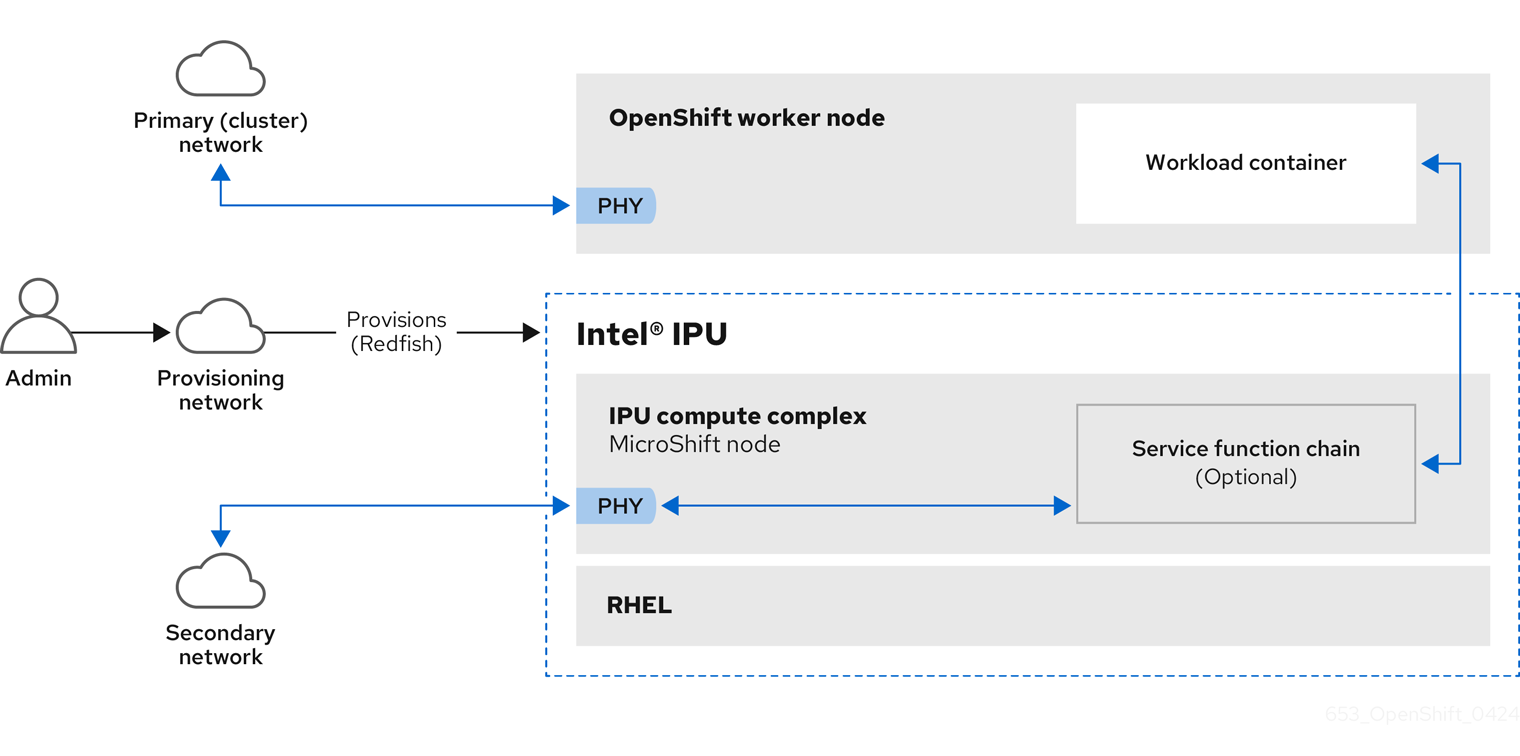 Primary (cluster)
network
OpenShift worker node
Workload container
PHY
Admin
Provisioning
network
Provisions
(Redfish)
Intel® IPU
IPU compute complex
MicroShift node
Service function chain
(Optional)
PHY
Secondary
network
RHEL
653_OpenShift_0424